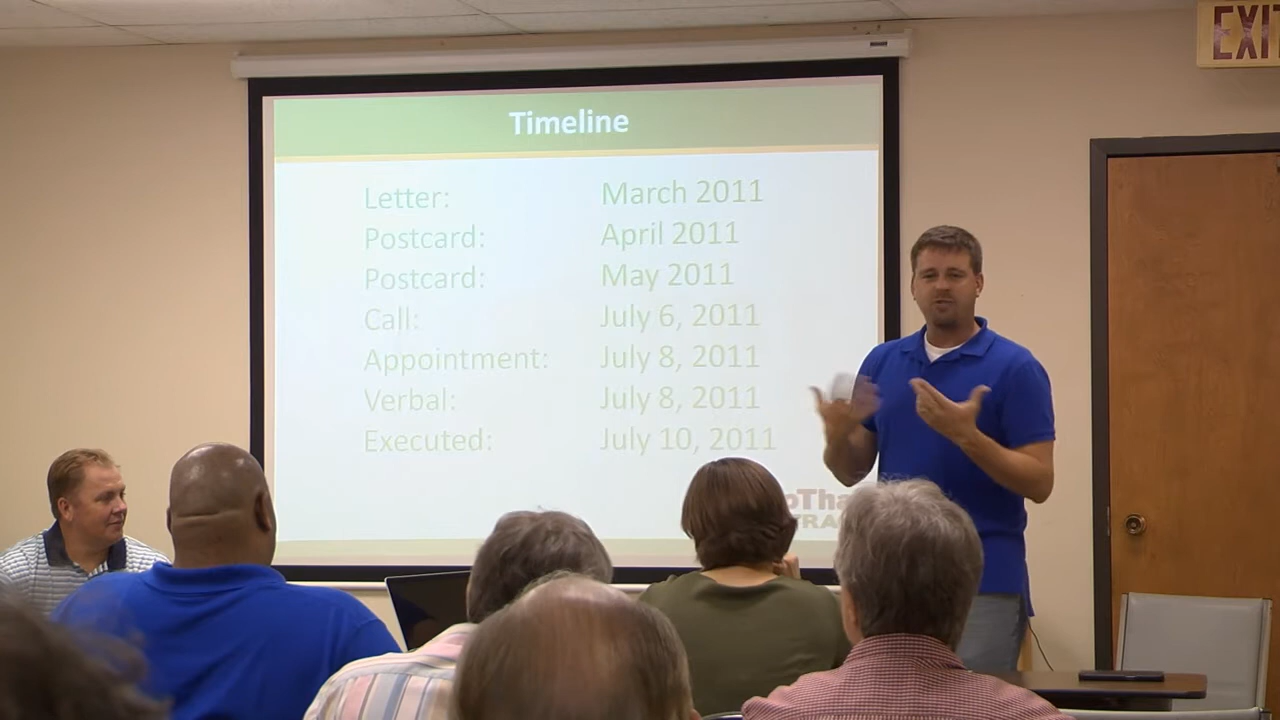 EXIT
Timeline
Letter: March 2011
Postcard: April 2011
Postcard: May 2011
Call: July 6, 2011
Appointment: July 8, 2011
Verbal: July 8, 2011
Executed: July 10, 2011